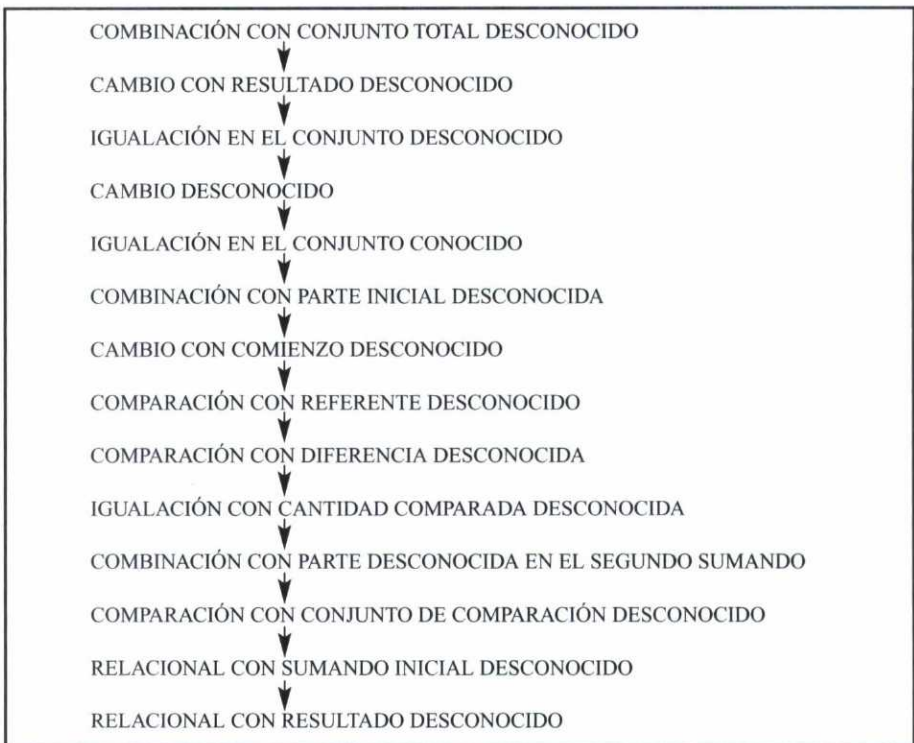 COMBINACIÓN CON CONJUNTO TOTAL DESCONOCIDO
CAMBIO CON RESULTADO DESCONOCIDO
IGUALACIÓN EN EL CONJUNTO DESCONOCIDO
CAMBIO DESCONOCIDO
IGUALACIÓN EN EL CONJUNTO CONOCIDO
COMBINACIÓN CON PARTE INICIAL DESCONOCIDA
CAMBIO CON COMIENZO DESCONOCIDO
COMPARACIÓN CON REFERENTE DESCONOCIDO
COMPARACIÓN CON DIFERENCIA DESCONOCIDA
IGUALACIÓN CON CANTIDAD COMPARADA DESCONOCIDA
COMBINACIÓN CON PARTE DESCONOCIDA EN EL SEGUNDO SUMANDO
COMPARACIÓN CON CONJUNTO DE COMPARACIÓN DESCONOCIDO
RELACIONAL CON SUMANDO INICIAL DESCONOCIDO
RELACIONAL CON RESULTADO DESCONOCIDO